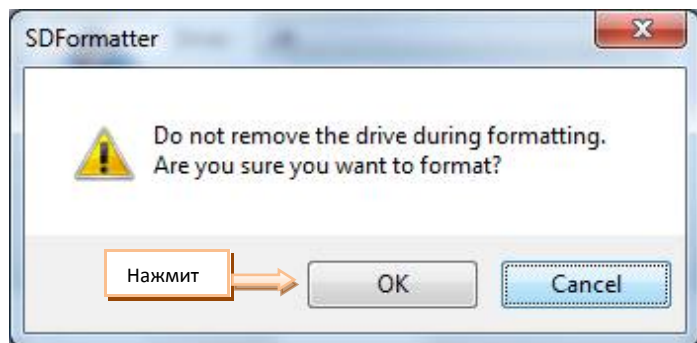 SDFormatter
Do not remove the drive during formatting.
Are you sure you want to format?
Нажмит
OK
Cancel